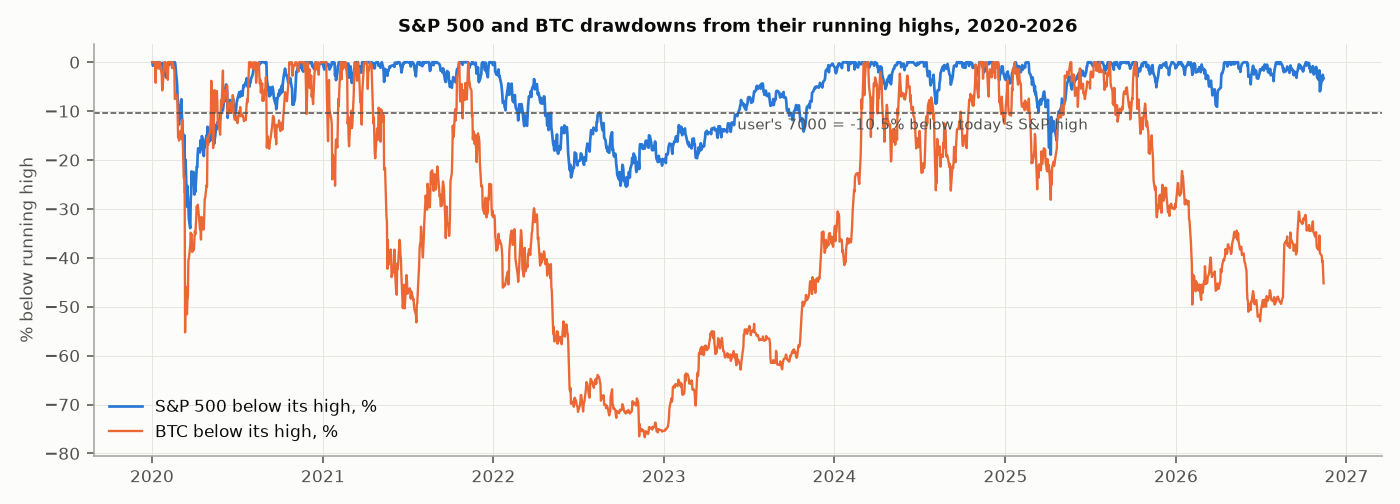 S&P 500 and BTC drawdowns from their running highs, 2020-2026
% below running high
0
−10
−20
−30
−40
−50
−60
−70
−80
user's 7000 = -10.5% below today's S&P high
S&P 500 below its high, %
BTC below its high, %
2020 2021 2022 2023 2024 2025 2026 2027